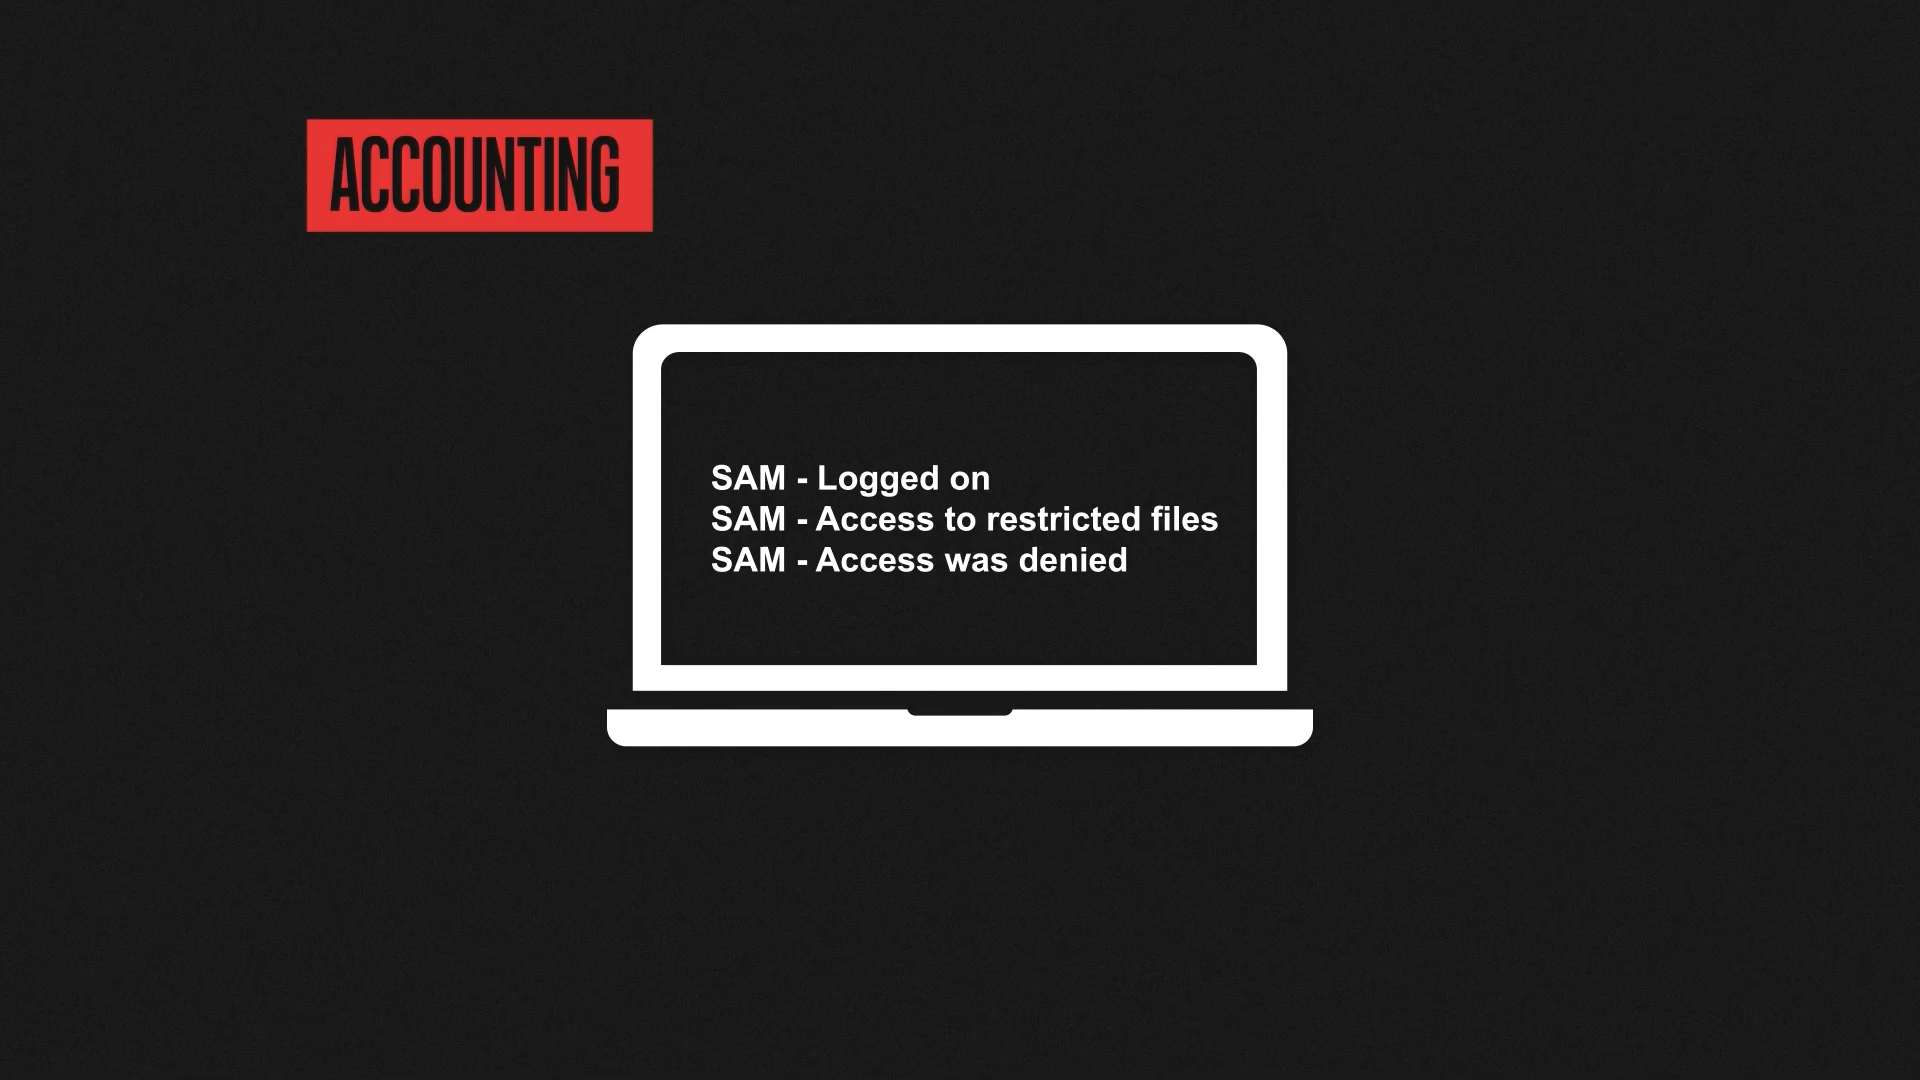 ACCOUNTING
SAM - Logged on
SAM - Access to restricted files
SAM - Access was denied